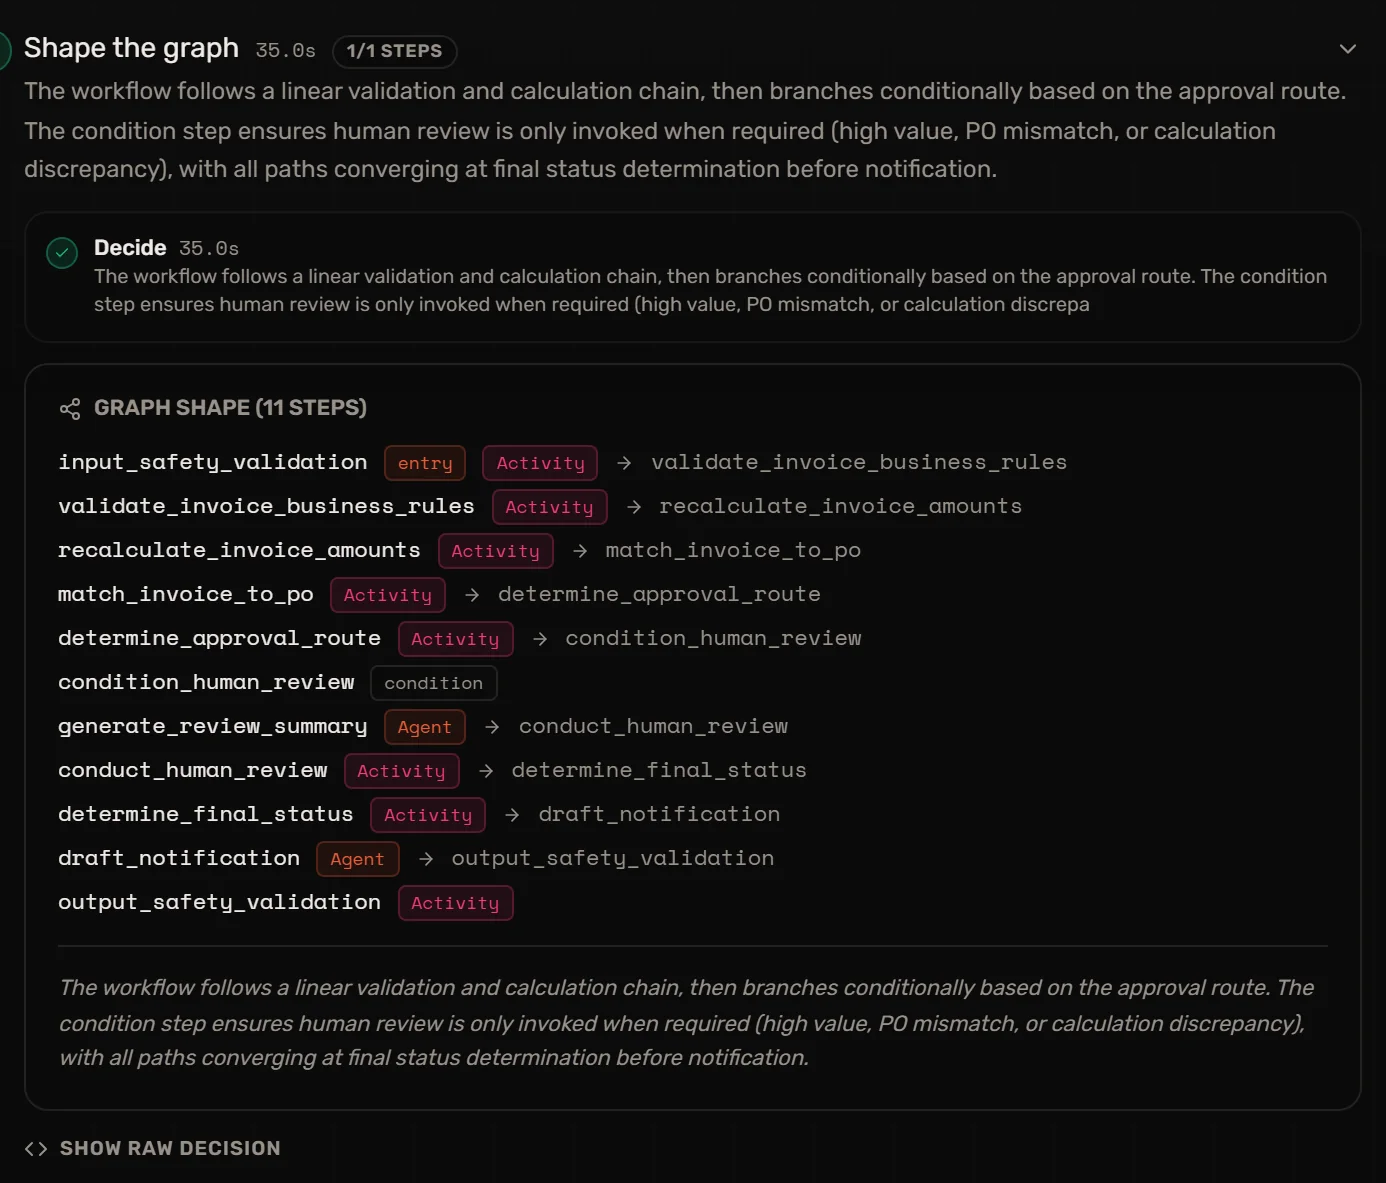 Shape the graph 35.0s 1/1 STEPS
The workflow follows a linear validation and calculation chain, then branches conditionally based on the approval route.
The condition step ensures human review is only invoked when required (high value, PO mismatch, or calculation
discrepancy), with all paths converging at final status determination before notification.
Decide 35.0s
The workflow follows a linear validation and calculation chain, then branches conditionally based on the approval route. The condition
step ensures human review is only invoked when required (high value, PO mismatch, or calculation discrepa
GRAPH SHAPE (11 STEPS)
input_safety_validation entry Activity → validate_invoice_business_rules
validate_invoice_business_rules Activity → recalculate_invoice_amounts
recalculate_invoice_amounts Activity → match_invoice_to_po
match_invoice_to_po Activity → determine_approval_route
determine_approval_route Activity → condition_human_review
condition_human_review condition
generate_review_summary Agent → conduct_human_review
conduct_human_review Activity → determine_final_status
determine_final_status Activity → draft_notification
draft_notification Agent → output_safety_validation
output_safety_validation Activity
The workflow follows a linear validation and calculation chain, then branches conditionally based on the approval route. The
condition step ensures human review is only invoked when required (high value, PO mismatch, or calculation discrepancy),
with all paths converging at final status determination before notification.
<> SHOW RAW DECISION